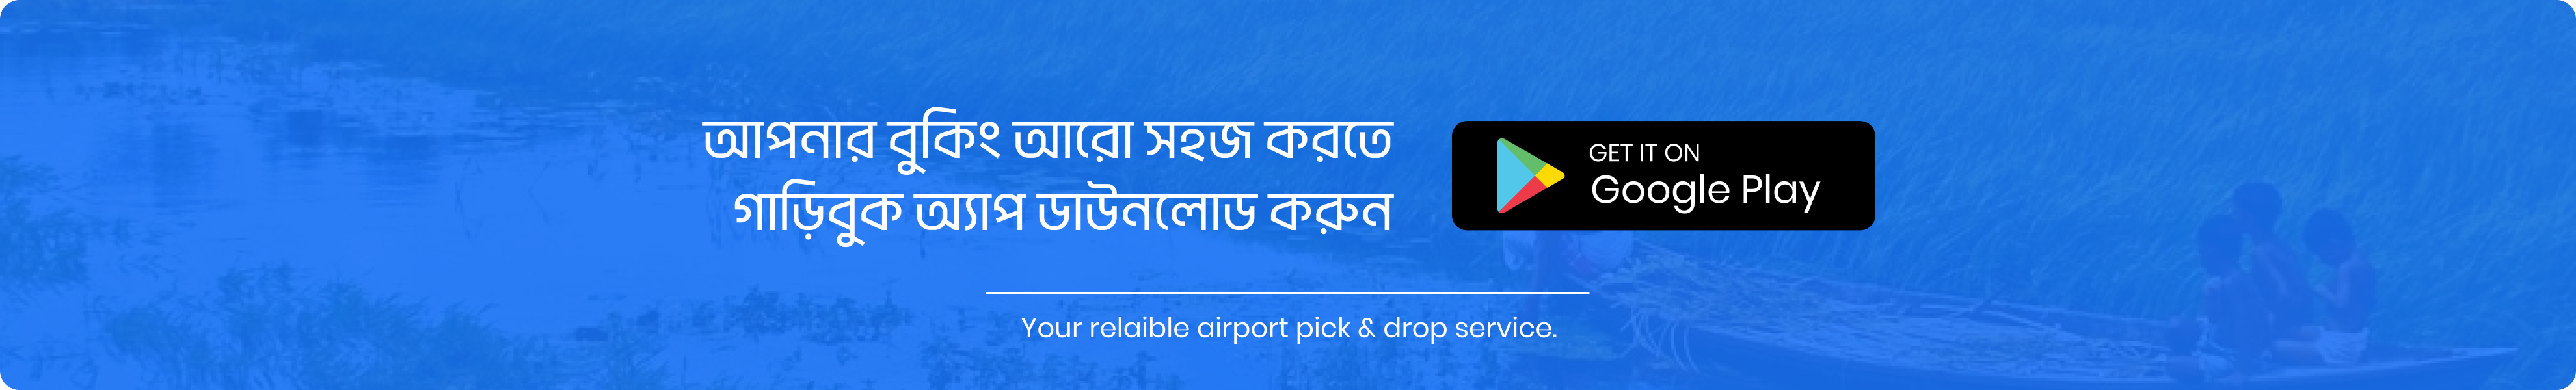 আপনার বুকিং আরো সহজ করতে
গাড়িবুক অ্যাপ ডাউনলোড করুন
GET IT ON
Google Play
Your relaible airport pick & drop service.